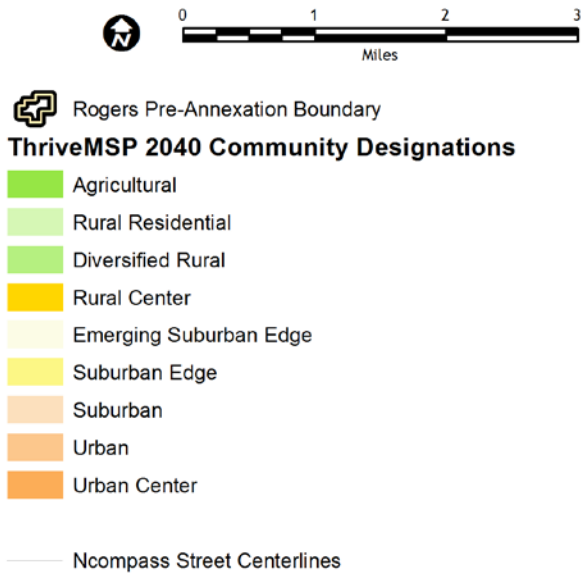 N
0 1 2 3
Miles
Rogers Pre-Annexation Boundary
ThriveMSP 2040 Community Designations
Agricultural
Rural Residential
Diversified Rural
Rural Center
Emerging Suburban Edge
Suburban Edge
Suburban
Urban
Urban Center
Ncompass Street Centerlines